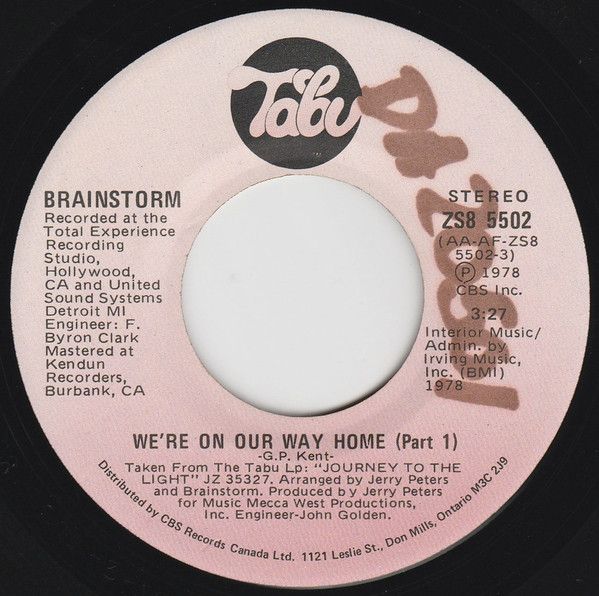 Tabu
BRAINSTORM
Recorded at the
Total Experience
Recording
Studio,
Hollywood,
CA and United
Sound Systems
Detroit MI
Engineer: F.
Byron Clark
Mastered at
Kendun
Recorders,
Burbank, CA
STEREO
ZS8 5502
(AA-AF-ZS8
5502-3)
Ⓟ 1978
CBS Inc.
3:27
Interior Music/
Admin. by
Irving Music,
Inc. (BMI)
1978
WE'RE ON OUR WAY HOME (Part 1)
-G.P. Kent-
Taken From The Tabu Lp: "JOURNEY TO THE
LIGHT" JZ 35327. Arranged by Jerry Peters
and Brainstorm. Produced by Jerry Peters
for Music Mecca West Productions,
Inc. Engineer-John Golden.
Distributed by CBS Records Canada Ltd. 1121 Leslie St., Don Mills, Ontario M3C 2J9